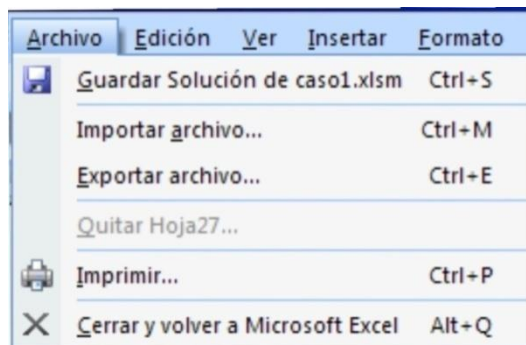 Archivo Edición Ver Insertar Formato
Guardar Solución de caso1.xlsm Ctrl+S
Importar archivo... Ctrl+M
Exportar archivo... Ctrl+E
Quitar Hoja27...
Imprimir... Ctrl+P
Cerrar y volver a Microsoft Excel Alt+Q